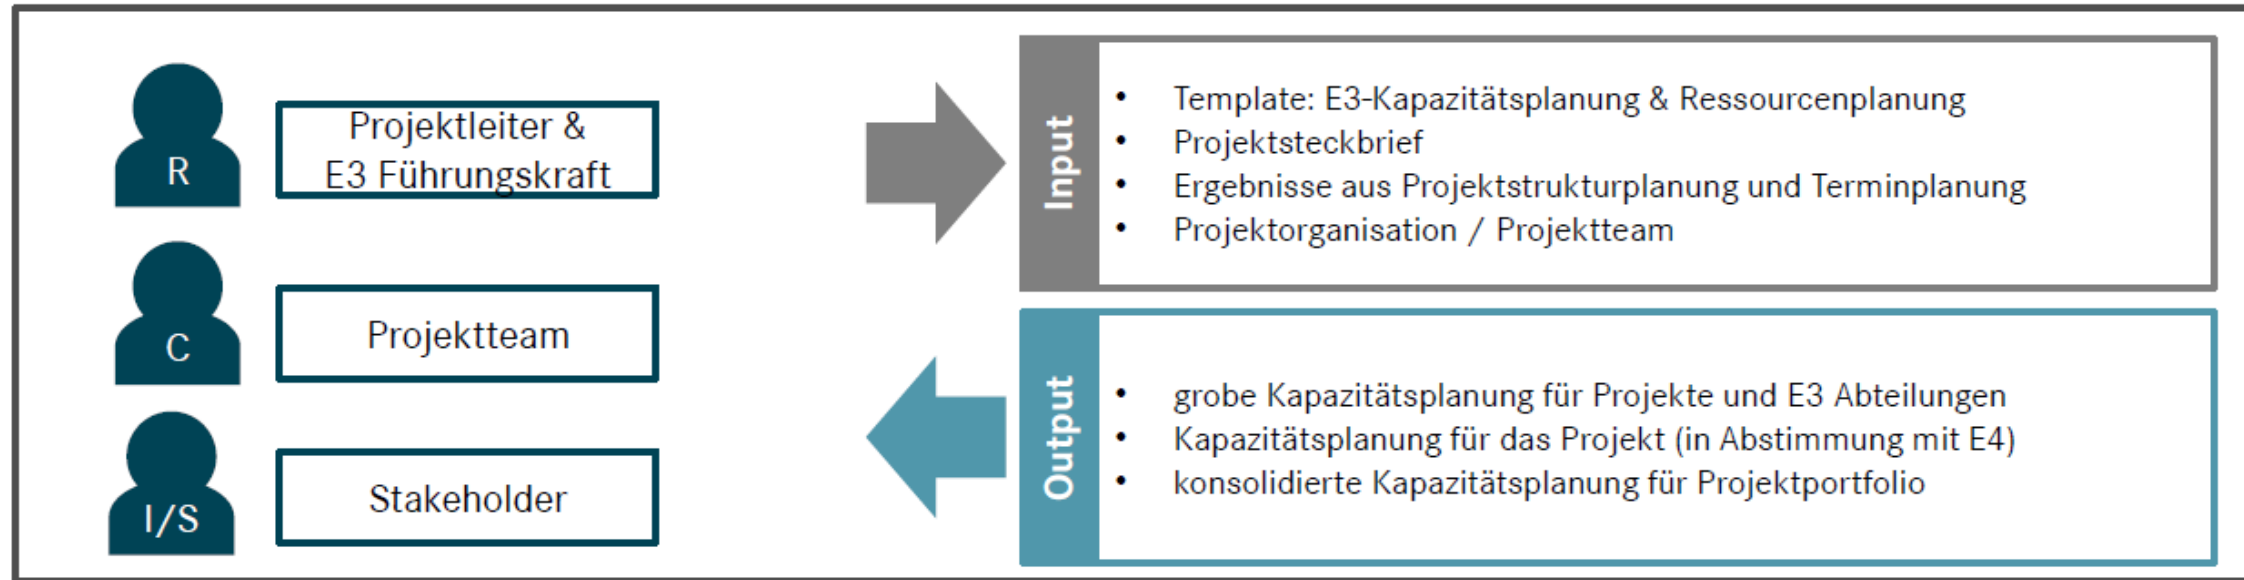 R
Projektleiter &
E3 Führungskraft
C
Projektteam
I/S
Stakeholder
Input
• Template: E3-Kapazitätsplanung & Ressourcenplanung
• Projektsteckbrief
• Ergebnisse aus Projektstrukturplanung und Terminplanung
• Projektorganisation / Projektteam
Output
• grobe Kapazitätsplanung für Projekte und E3 Abteilungen
• Kapazitätsplanung für das Projekt (in Abstimmung mit E4)
• konsolidierte Kapazitätsplanung für Projektportfolio